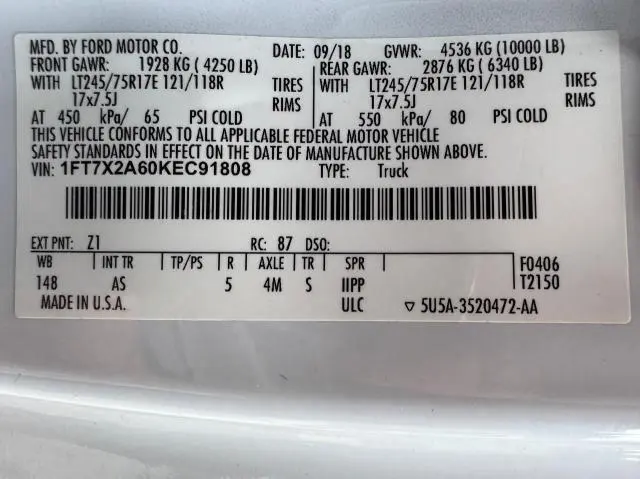 MFD. BY FORD MOTOR CO. DATE: 09/18 GVWR: 4536 KG (10000 LB)
FRONT GAWR: 1928 KG ( 4250 LB) REAR GAWR: 2876 KG ( 6340 LB)
WITH LT245/75R17E 121/118R TIRES WITH LT245/75R17E 121/118R TIRES
17x7.5J RIMS 17x7.5J RIMS
AT 450 kPa/ 65 PSI COLD AT 550 kPa/ 80 PSI COLD
THIS VEHICLE CONFORMS TO ALL APPLICABLE FEDERAL MOTOR VEHICLE
SAFETY STANDARDS IN EFFECT ON THE DATE OF MANUFACTURE SHOWN ABOVE.
VIN: 1FT7X2A60KEC91808 TYPE: Truck
EXT PNT: Z1 RC: 87 DSO:
WB INT TR TP/PS R AXLE TR SPR F0406
148 AS 5 4M S IIPP T2150
MADE IN U.S.A. ULC ▽ 5U5A-3520472-AA